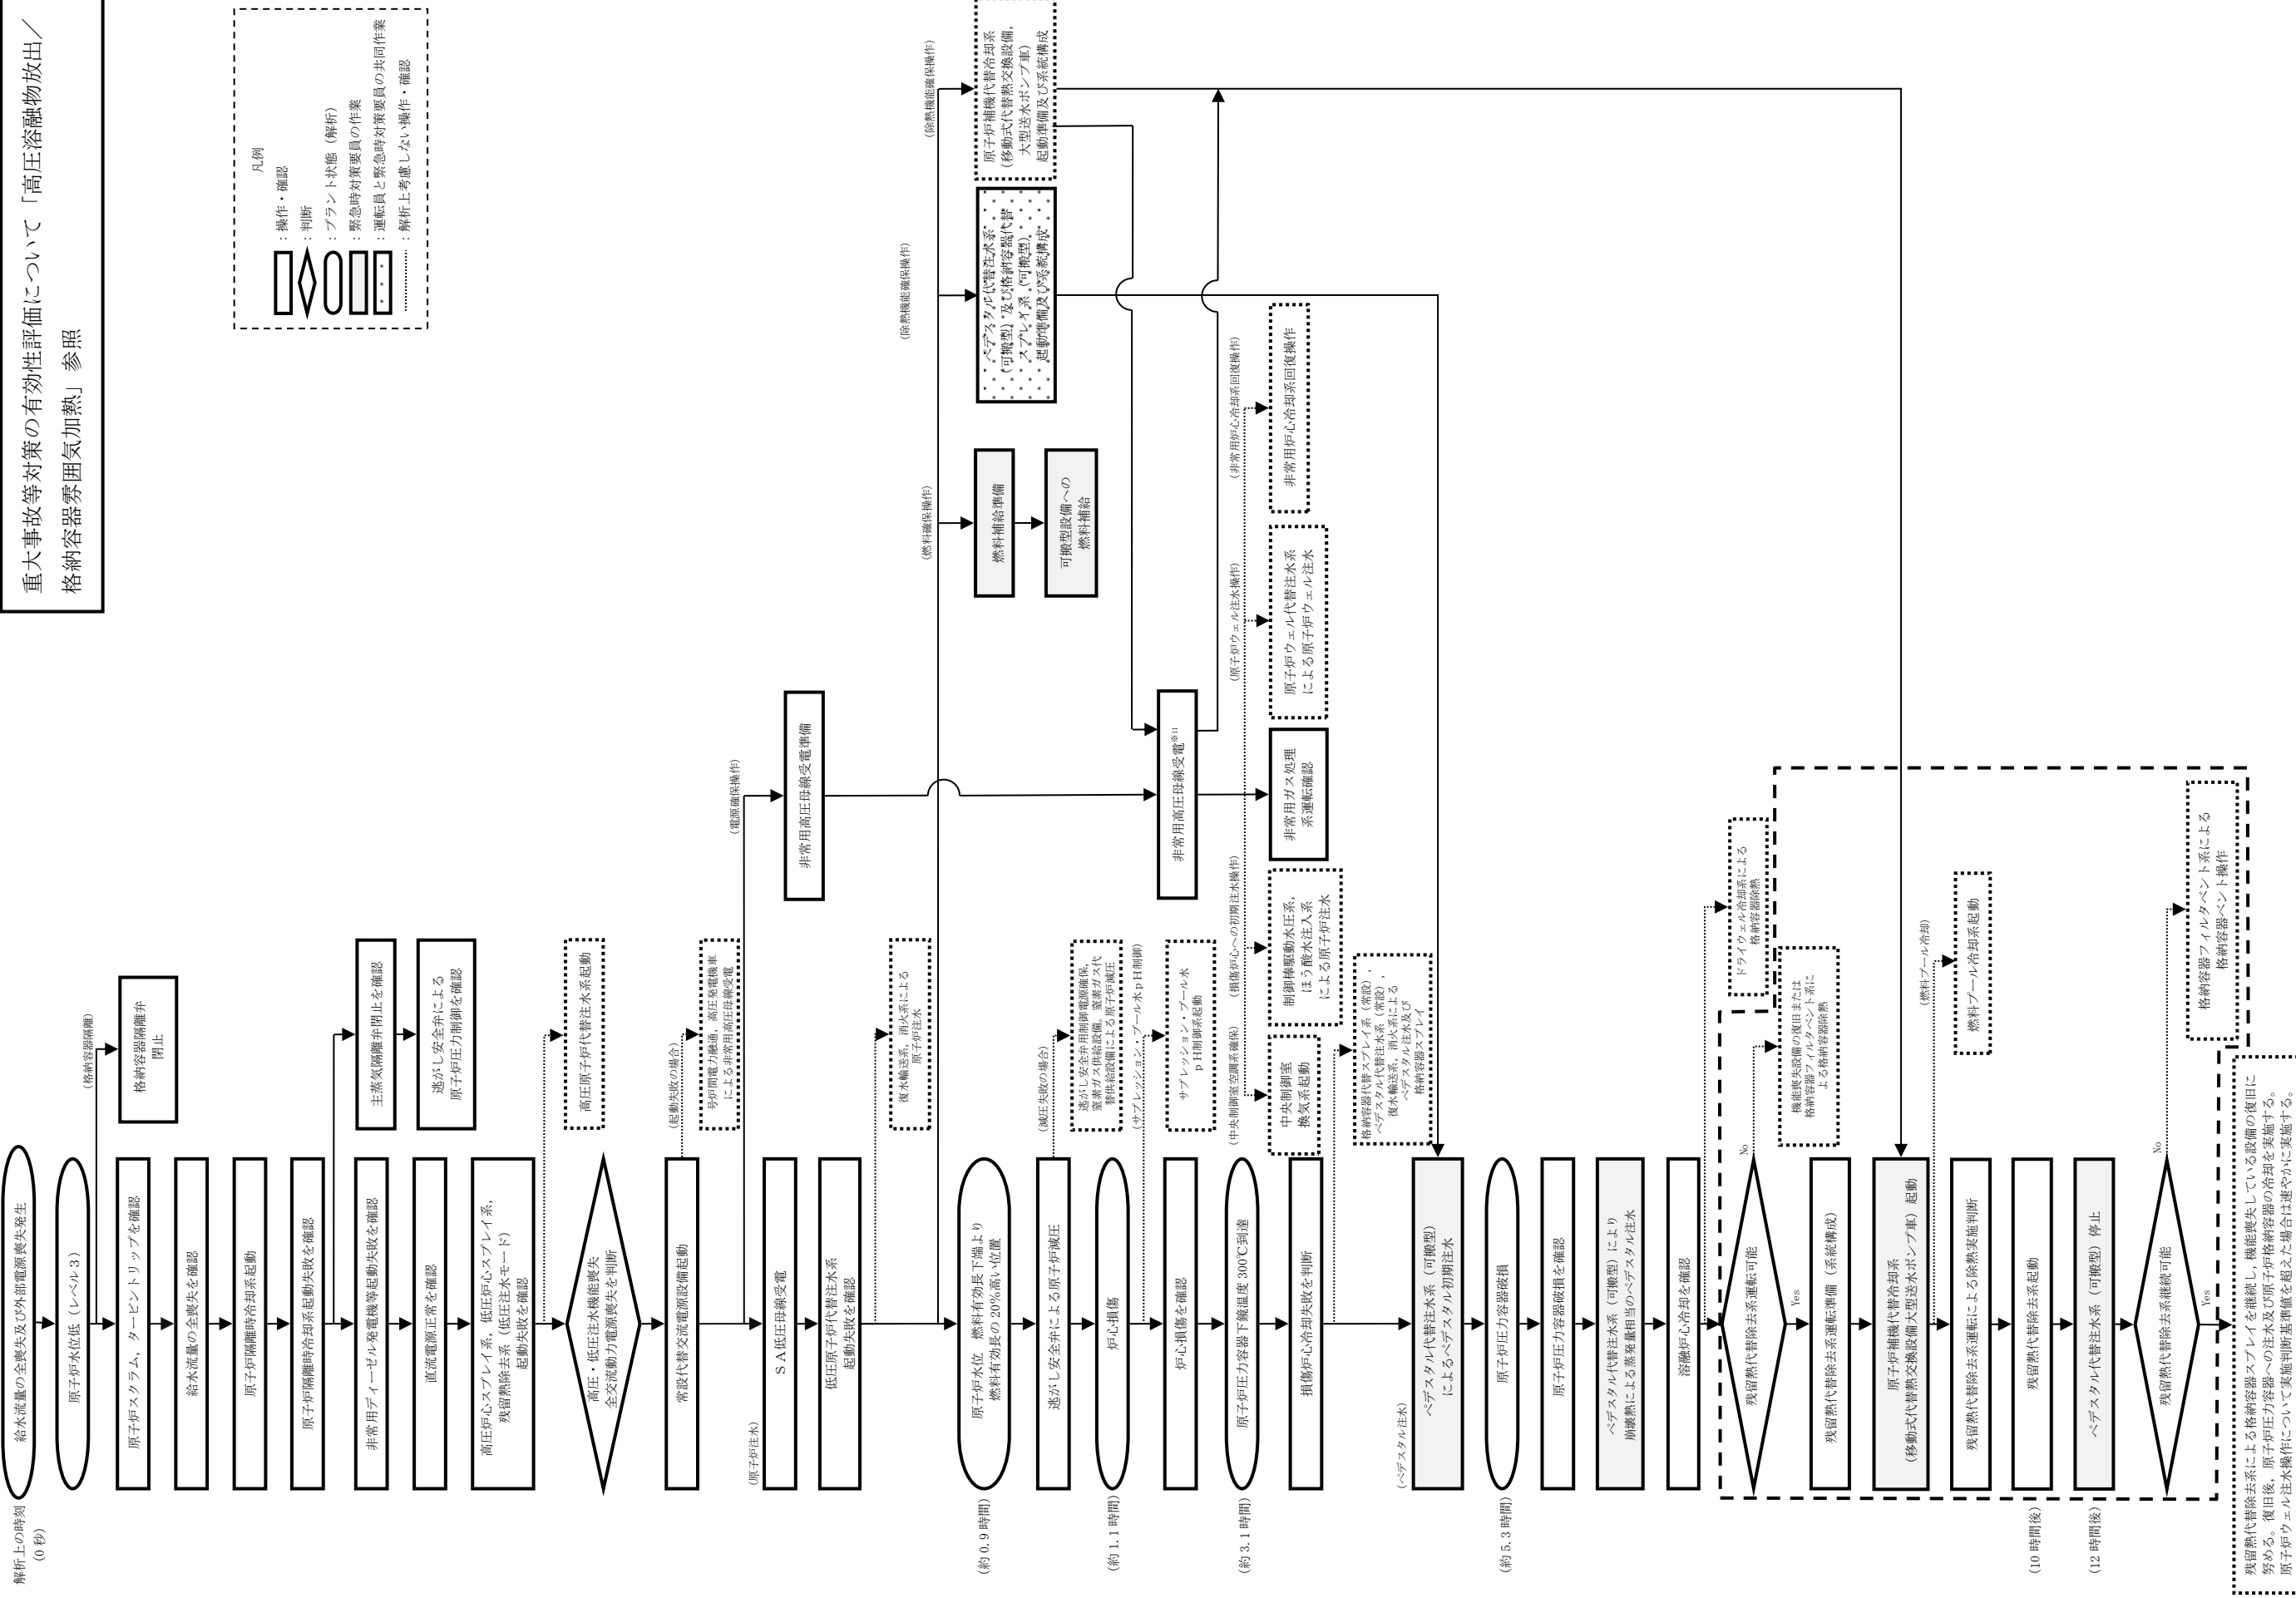 重大事故等対策の有効性評価について「高圧溶融物放出／
格納容器雰囲気加熱」参照
凡例
：操作・確認
：判断
：プラント状態（解析）
：緊急時対策要員の作業
：運転員と緊急時対策要員の共同作業
：解析上考慮しない操作・確認
解析上の時刻
(0 秒)
給水流量の全喪失及び外部電源喪失発生
原子炉水位低（レベル３）
(格納容器隔離)
格納容器隔離弁
閉止
原子炉スクラム，タービントリップを確認
給水流量の全喪失を確認
原子炉隔離時冷却系起動
原子炉隔離時冷却系起動失敗を確認
主蒸気隔離弁閉止を確認
逃がし安全弁による
原子炉圧力制御を確認
非常用ディーゼル発電機等起動失敗を確認
直流電源正常を確認
高圧炉心スプレイ系，低圧炉心スプレイ系，
残留熱除去系（低圧注水モード）
起動失敗を確認
高圧原子炉代替注水系起動
高圧・低圧注水機能喪失
全交流動力電源喪失を判断
常設代替交流電源設備起動
(起動失敗の場合)
号炉間電力融通，高圧発電機車
による非常用高圧母線受電
(電源確保操作)
非常用高圧母線受電準備
(原子炉注水)
ＳＡ低圧母線受電
低圧原子炉代替注水系
起動失敗を確認
復水輸送系，消火系による
原子炉注水
(燃料確保操作)
燃料補給準備
可搬型設備への
燃料補給
(除熱機能確保操作)
ペデスタル代替注水系
(可搬型）及び格納容器代替
スプレイ系（可搬型）
起動準備及び系統構成
(除熱機能確保操作)
原子炉補機代替冷却系
(移動式代替熱交換設備，
大型送水ポンプ車)
起動準備及び系統構成
(約 0. 9 時間)
原子炉水位　燃料有効長下端より
燃料有効長の 20％高い位置
逃がし安全弁による原子炉減圧
(減圧失敗の場合)
逃がし安全弁用制御電源確保，
窒素ガス供給設備，窒素ガス代
替供給設備による原子炉減圧
(約 1. 1 時間)
炉心損傷
(サプレッション・プール水ｐＨ制御)
サプレッション・プール水
ｐＨ制御系起動
炉心損傷を確認
非常用高圧母線受電※11
(約 3. 1 時間)
原子炉圧力容器下鏡温度 300℃到達
(中央制御室空調系確保)
中央制御室
換気系起動
(損傷炉心への初期注水操作)
制御棒駆動水圧系，
ほう酸水注入系
による原子炉注水
非常用ガス処理
系運転確認
(原子炉ウェル注水操作)
原子炉ウェル代替注水系
による原子炉ウェル注水
(非常用炉心冷却系回復操作)
非常用炉心冷却系回復操作
損傷炉心冷却失敗を判断
格納容器代替スプレイ系（常設），
ペデスタル代替注水系（常設），
復水輸送系，消火系による
ペデスタル注水及び
格納容器スプレイ
(ペデスタル注水)
ペデスタル代替注水系（可搬型）
によるペデスタル初期注水
(約 5. 3 時間)
原子炉圧力容器破損
原子炉圧力容器破損を確認
ペデスタル代替注水系（可搬型）により
崩壊熱による蒸発量相当のペデスタル注水
溶融炉心冷却を確認
ドライウェル冷却系による
格納容器除熱
残留熱代替除去系運転可能
No
機能喪失設備の復旧または
格納容器フィルタベント系に
よる格納容器除熱
Yes
残留熱代替除去系運転準備（系統構成）
原子炉補機代替冷却系
(移動式代替熱交換設備大型送水ポンプ車）起動
(燃料プール冷却)
燃料プール冷却系起動
残留熱代替除去系運転による除熱実施判断
(10 時間後)
残留熱代替除去系起動
(12 時間後)
ペデスタル代替注水系（可搬型）停止
残留熱代替除去系継続可能
No
格納容器フィルタベント系による
格納容器ベント操作
Yes
残留熱代替除去系による格納容器スプレイを継続し，機能喪失している設備の復旧に
努める。復旧後，原子炉圧力容器への注水及び原子炉格納容器の冷却を実施する。
原子炉ウェル注水操作について実施判断基準値を超えた場合は速やかに実施する。